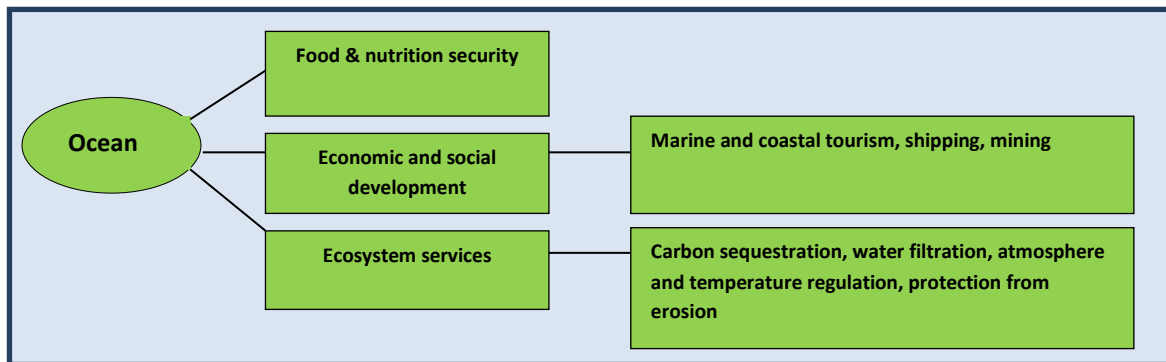 Food & nutrition security
Ocean
Economic and social
development
Marine and coastal tourism, shipping, mining
Ecosystem services
Carbon sequestration, water filtration, atmosphere
and temperature regulation, protection from
erosion